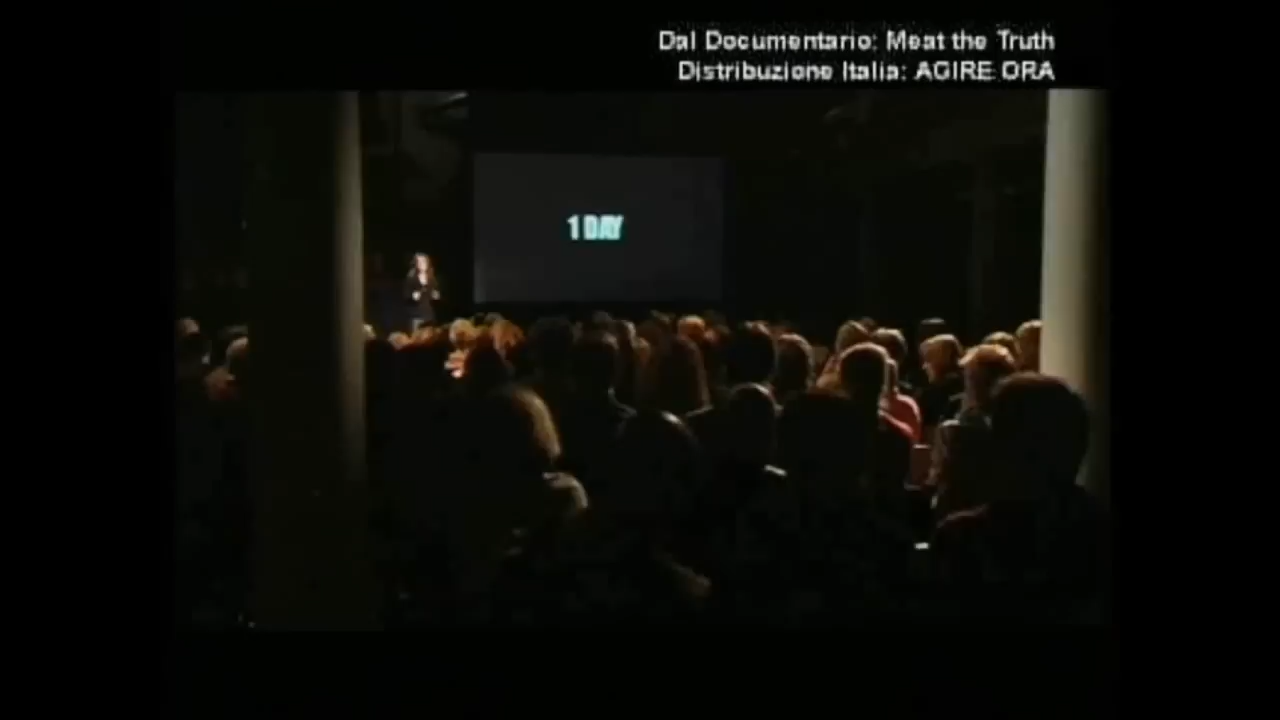 Dal Documentario: Meat the Truth
Distribuzione Italia: AGIRE ORA
1 DAY